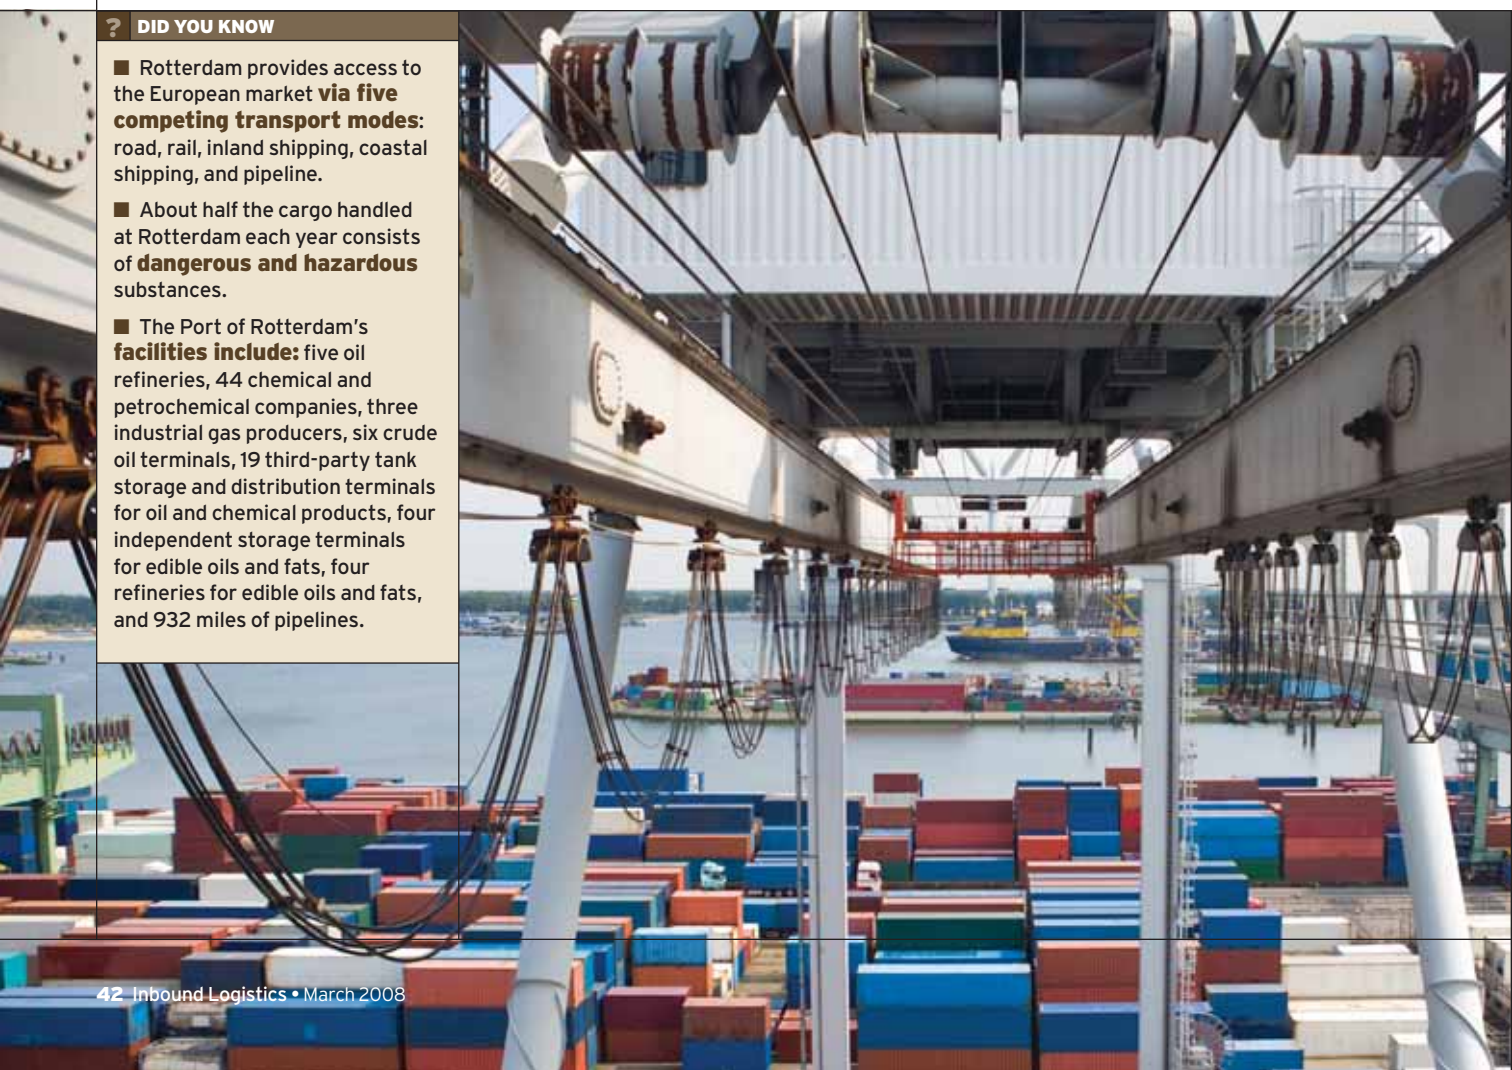 ? DID YOU KNOW
■ Rotterdam provides access to
the European market via five
competing transport modes:
road, rail, inland shipping, coastal
shipping, and pipeline.
■ About half the cargo handled
at Rotterdam each year consists
of dangerous and hazardous
substances.
■ The Port of Rotterdam's
facilities include: five oil
refineries, 44 chemical and
petrochemical companies, three
industrial gas producers, six crude
oil terminals, 19 third-party tank
storage and distribution terminals
for oil and chemical products, four
independent storage terminals
for edible oils and fats, four
refineries for edible oils and fats,
and 932 miles of pipelines.
42 Inbound Logistics • March 2008